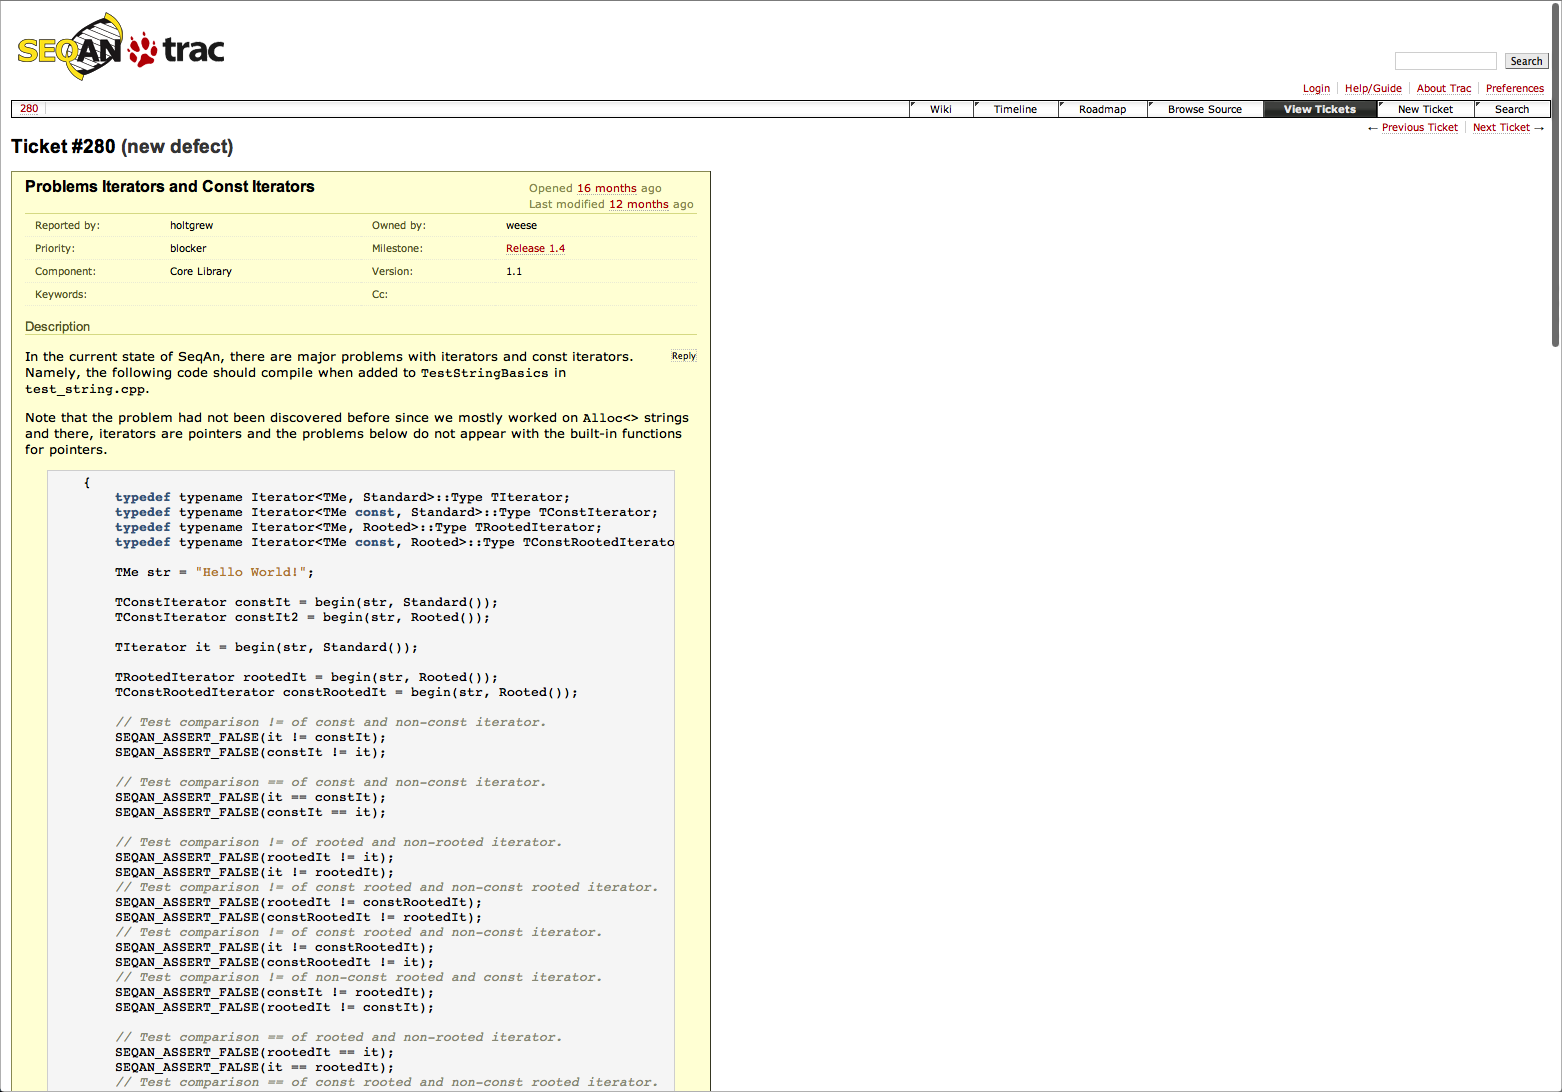 SEQAN trac
Search
Login Help/Guide About Trac Preferences
280 Wiki Timeline Roadmap Browse Source View Tickets New Ticket Search
← Previous Ticket Next Ticket →
Ticket #280 (new defect)
Problems Iterators and Const Iterators
Opened 16 months ago
Last modified 12 months ago
Reported by: holtgrew Owned by: weese
Priority: blocker Milestone: Release 1.4
Component: Core Library Version: 1.1
Keywords: Cc:
Description
In the current state of SeqAn, there are major problems with iterators and const iterators. Reply
Namely, the following code should compile when added to TestStringBasics in
test_string.cpp.
Note that the problem had not been discovered before since we mostly worked on Alloc<> strings
and there, iterators are pointers and the problems below do not appear with the built-in functions
for pointers.
{
typedef typename Iterator<TMe, Standard>::Type TIterator;
typedef typename Iterator<TMe const, Standard>::Type TConstIterator;
typedef typename Iterator<TMe, Rooted>::Type TRootedIterator;
typedef typename Iterator<TMe const, Rooted>::Type TConstRootedIterato
TMe str = "Hello World!";
TConstIterator constIt = begin(str, Standard());
TConstIterator constIt2 = begin(str, Rooted());
TIterator it = begin(str, Standard());
TRootedIterator rootedIt = begin(str, Rooted());
TConstRootedIterator constRootedIt = begin(str, Rooted());
// Test comparison != of const and non-const iterator.
SEQAN_ASSERT_FALSE(it != constIt);
SEQAN_ASSERT_FALSE(constIt != it);
// Test comparison == of const and non-const iterator.
SEQAN_ASSERT_FALSE(it == constIt);
SEQAN_ASSERT_FALSE(constIt == it);
// Test comparison != of rooted and non-rooted iterator.
SEQAN_ASSERT_FALSE(rootedIt != it);
SEQAN_ASSERT_FALSE(it != rootedIt);
// Test comparison != of const rooted and non-const rooted iterator.
SEQAN_ASSERT_FALSE(rootedIt != constRootedIt);
SEQAN_ASSERT_FALSE(constRootedIt != rootedIt);
// Test comparison != of const rooted and non-const iterator.
SEQAN_ASSERT_FALSE(it != constRootedIt);
SEQAN_ASSERT_FALSE(constRootedIt != it);
// Test comparison != of non-const rooted and const iterator.
SEQAN_ASSERT_FALSE(constIt != rootedIt);
SEQAN_ASSERT_FALSE(rootedIt != constIt);
// Test comparison == of rooted and non-rooted iterator.
SEQAN_ASSERT_FALSE(rootedIt == it);
SEQAN_ASSERT_FALSE(it == rootedIt);
// Test comparison == of const rooted and non-const rooted iterator.